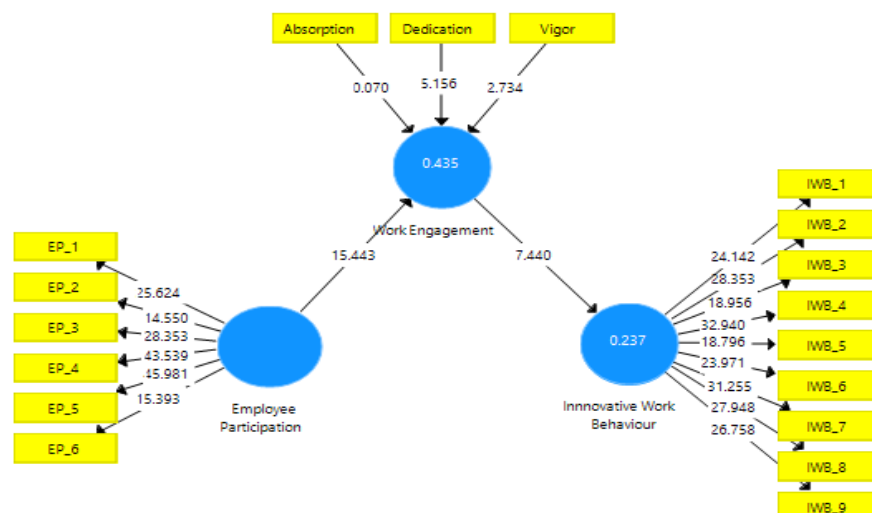 Absorption
Dedication
Vigor
0.070
5.156
2.734
0.435
Work Engagement
15.443
7.440
EP_1
EP_2
EP_3
EP_4
EP_5
EP_6
25.624
14.550
28.353
43.539
45.981
15.393
Employee
Participation
0.237
Innnovative Work
Behaviour
24.142
28.353
18.956
32.940
18.796
23.971
31.255
27.948
26.758
IWB_1
IWB_2
IWB_3
IWB_4
IWB_5
IWB_6
IWB_7
IWB_8
IWB_9